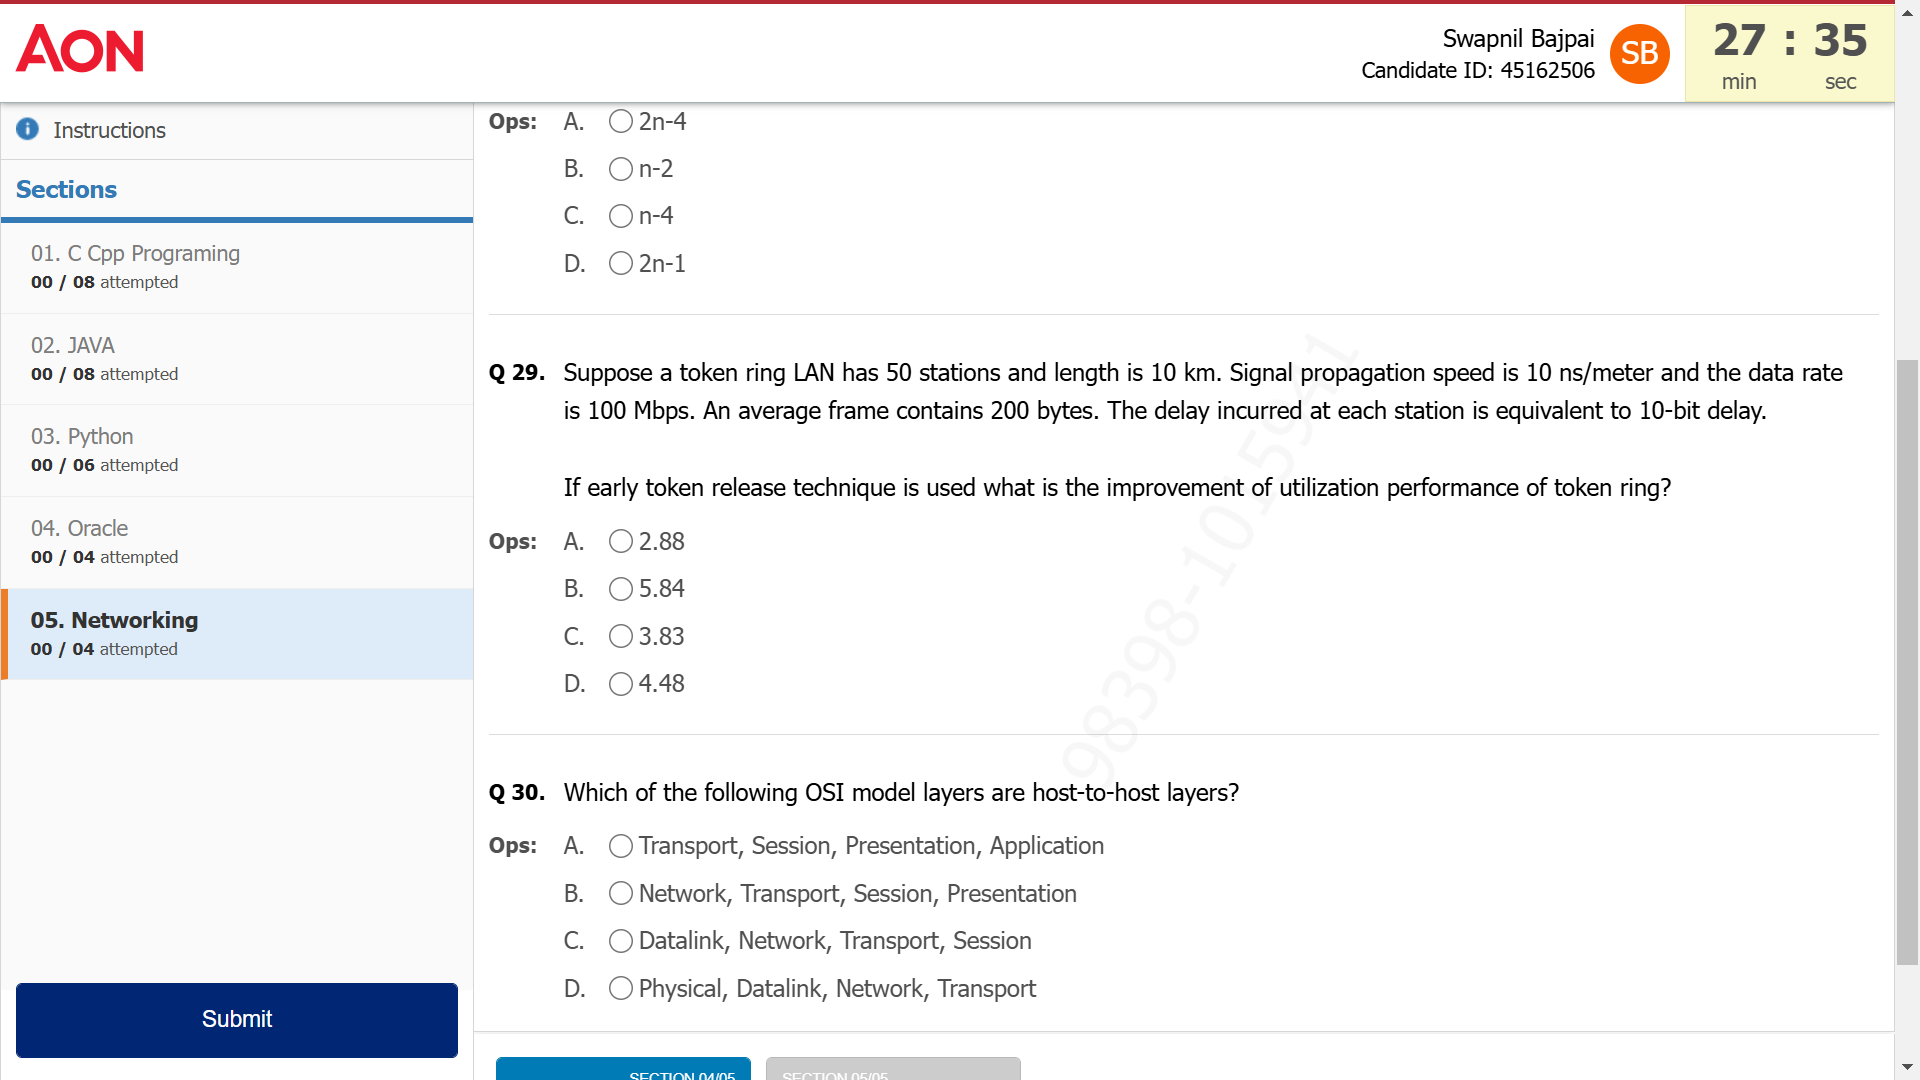 AON
Swapnil Bajpai
Candidate ID: 45162506
SB
27 : 35
min sec
Instructions
Sections
01. C Cpp Programing
00 / 08 attempted
02. JAVA
00 / 08 attempted
03. Python
00 / 06 attempted
04. Oracle
00 / 04 attempted
05. Networking
00 / 04 attempted
Submit
Ops: A. 2n-4
B. n-2
C. n-4
D. 2n-1
Q 29. Suppose a token ring LAN has 50 stations and length is 10 km. Signal propagation speed is 10 ns/meter and the data rate
is 100 Mbps. An average frame contains 200 bytes. The delay incurred at each station is equivalent to 10-bit delay.
If early token release technique is used what is the improvement of utilization performance of token ring?
Ops: A. 2.88
B. 5.84
C. 3.83
D. 4.48
Q 30. Which of the following OSI model layers are host-to-host layers?
Ops: A. Transport, Session, Presentation, Application
B. Network, Transport, Session, Presentation
C. Datalink, Network, Transport, Session
D. Physical, Datalink, Network, Transport
98398-1015941
SECTION 04/05
SECTION 05/05